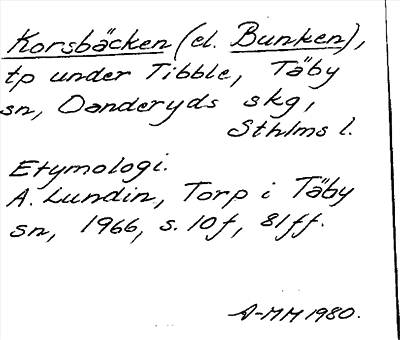 Korsbäcken (el. Bunken),
tp under Tibble, Täby
sn, Danderyds skg,
Sthlms l.
Etymologi.
A. Lundin, Torp i Täby
sn, 1966, s. 10f, 81ff.
A-MM 1980.